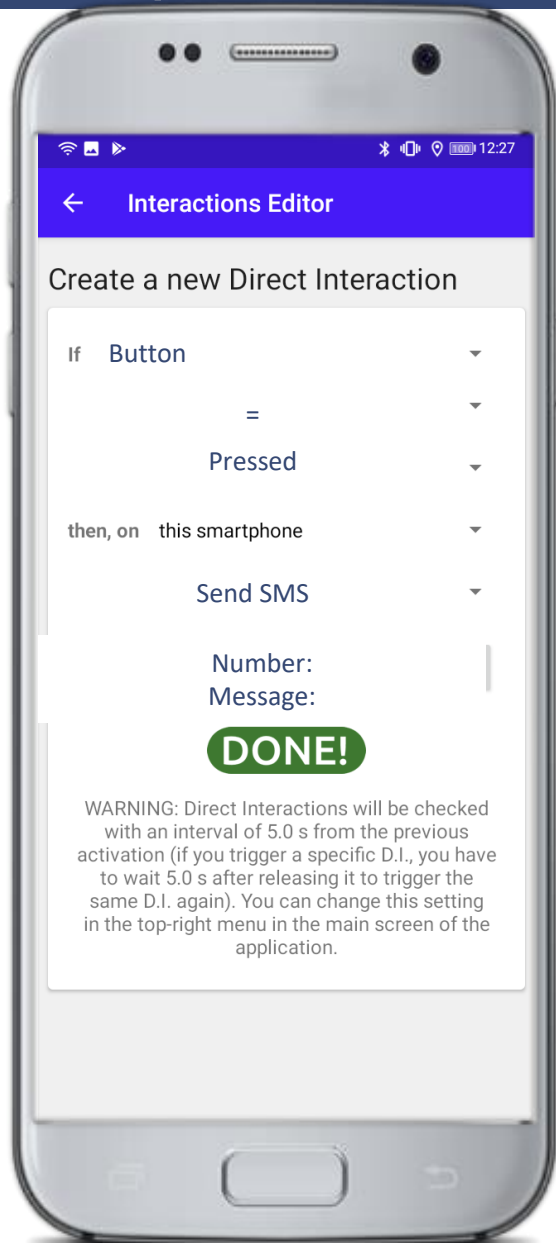 100 12:27
Interactions Editor
Create a new Direct Interaction
If Button
=
Pressed
then, on this smartphone
Send SMS
Number:
Message:
DONE!
WARNING: Direct Interactions will be checked
with an interval of 5.0 s from the previous
activation (if you trigger a specific D.I., you have
to wait 5.0 s after releasing it to trigger the
same D.I. again). You can change this setting
in the top-right menu in the main screen of the
application.